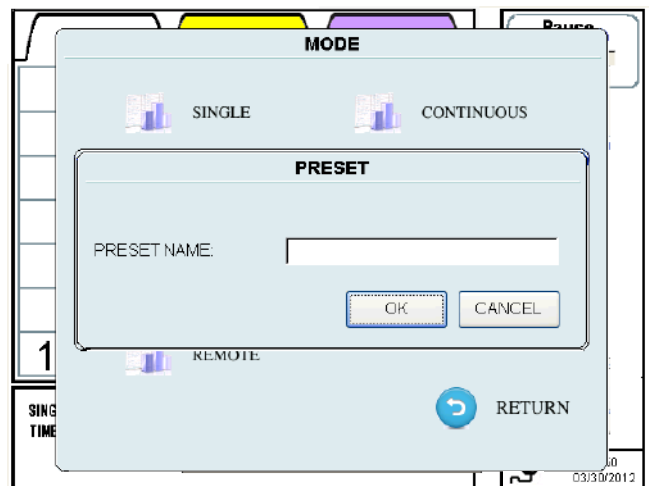 Pause
MODE
SINGLE
CONTINUOUS
PRESET
PRESET NAME:
OK
CANCEL
1
REMOTE
RETURN
SING
TIME
03/30/2012